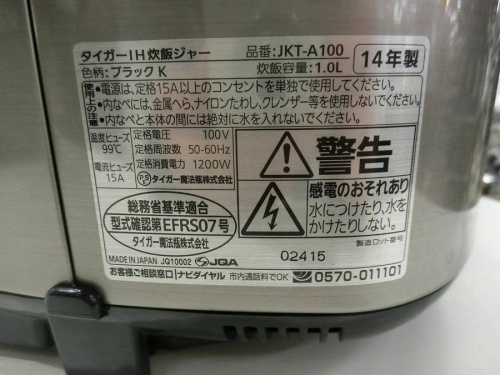 タイガーIH炊飯ジャー 品番:JKT-A100 14年製
色柄:ブラックK 炊飯容量:1.0L
使用上の注意
•電源は、定格15A以上のコンセントを単独で使用してください。
•内なべには、金属へら、ナイロンたわし、クレンザー等を使用しないでください。
•内なべと本体の間には絶対に水を入れないでください。
温度ヒューズ 99℃
電流ヒューズ 15A
定格電圧 100V
定格周波数 50-60Hz
定格消費電力 1200W
PS タイガー魔法瓶株式会社
警告
感電のおそれあり
水につけたり、水を
かけたりしない。
総務省基準適合
型式確認第EFRS07号
タイガー魔法瓶株式会社
製造ロット番号
02415
MADE IN JAPAN JQ10002 JQA
お客様ご相談窓口 ナビダイヤル 市内通話料でOK 0570-011101